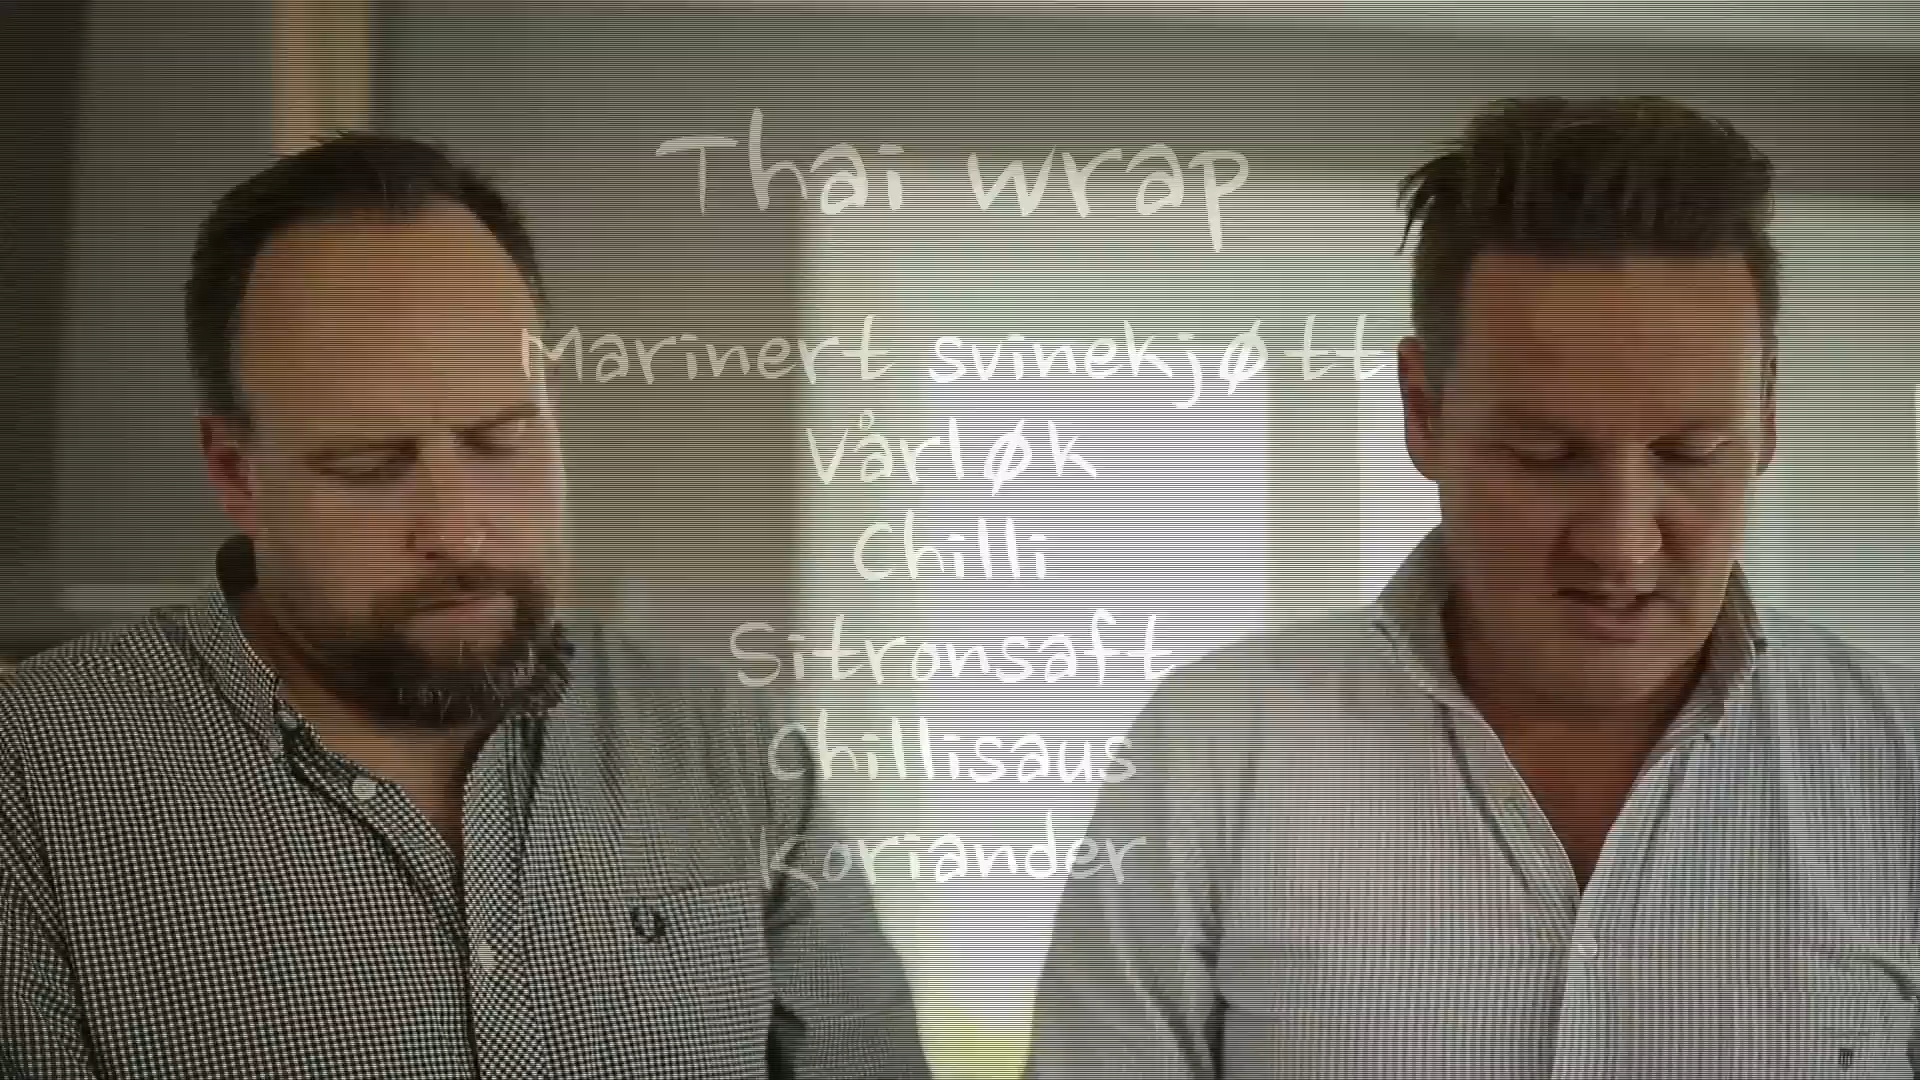 Thai wrap
Marinert svinekjøtt
Vårløk
Chilli
Sitronsaft
Chillisaus
Koriander